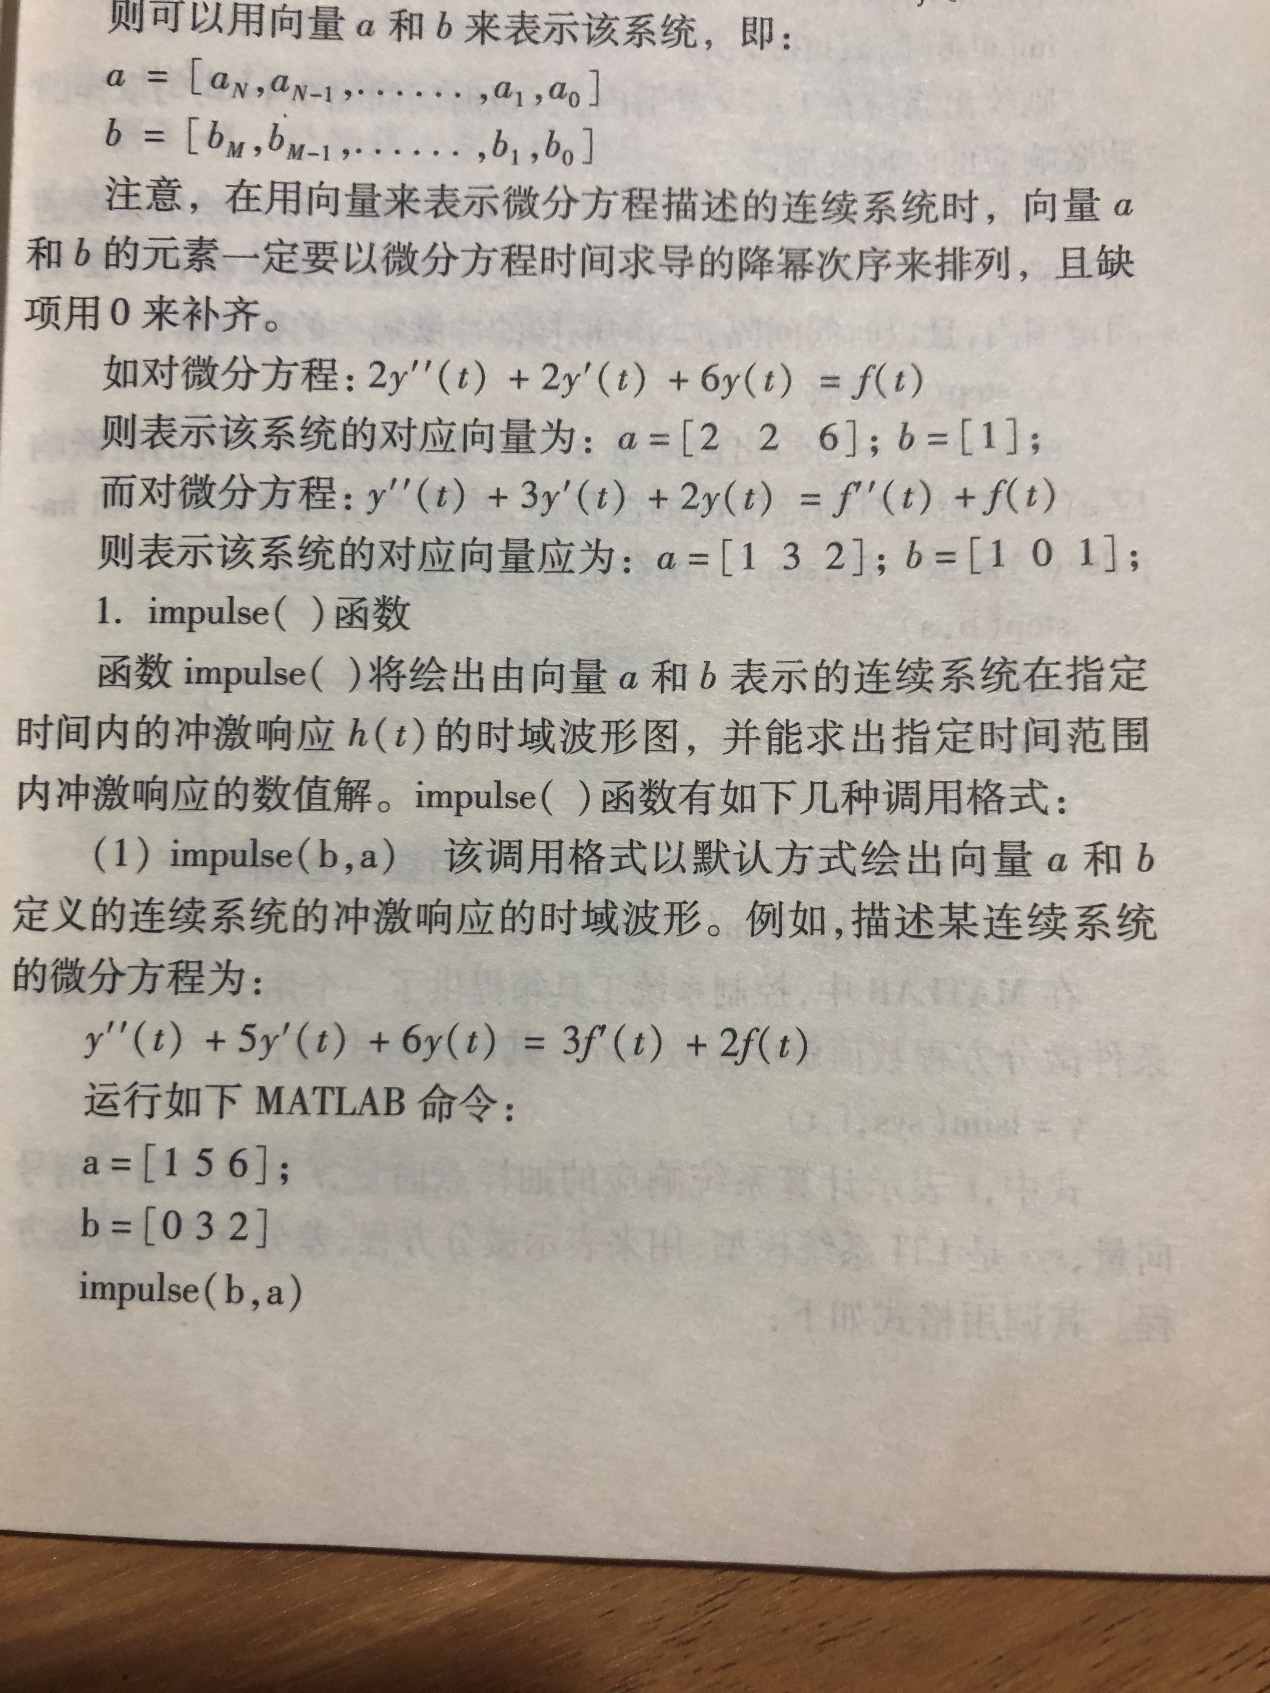 则可以用向量 a 和 b 来表示该系统，即：
a = [a_N,a_{N-1},......,a_1,a_0]
b = [b_M,b_{M-1},......,b_1,b_0]
注意，在用向量来表示微分方程描述的连续系统时，向量 a
和 b 的元素一定要以微分方程时间求导的降幂次序来排列，且缺
项用0 来补齐。
如对微分方程：2y''(t) + 2y'(t) + 6y(t) = f(t)
则表示该系统的对应向量为：a=[2 2 6]；b=[1]；
而对微分方程：y''(t) + 3y'(t) + 2y(t) = f''(t) + f(t)
则表示该系统的对应向量应为：a=[1 3 2]；b=[1 0 1]；
1. impulse( )函数
函数 impulse( )将绘出由向量 a 和 b 表示的连续系统在指定
时间内的冲激响应 h(t)的时域波形图，并能求出指定时间范围
内冲激响应的数值解。impulse( )函数有如下几种调用格式：
(1) impulse(b,a) 该调用格式以默认方式绘出向量 a 和 b
定义的连续系统的冲激响应的时域波形。例如,描述某连续系统
的微分方程为：
y''(t) + 5y'(t) + 6y(t) = 3f'(t) + 2f(t)
运行如下 MATLAB 命令：
a=[1 5 6]；
b=[0 3 2]
impulse(b,a)